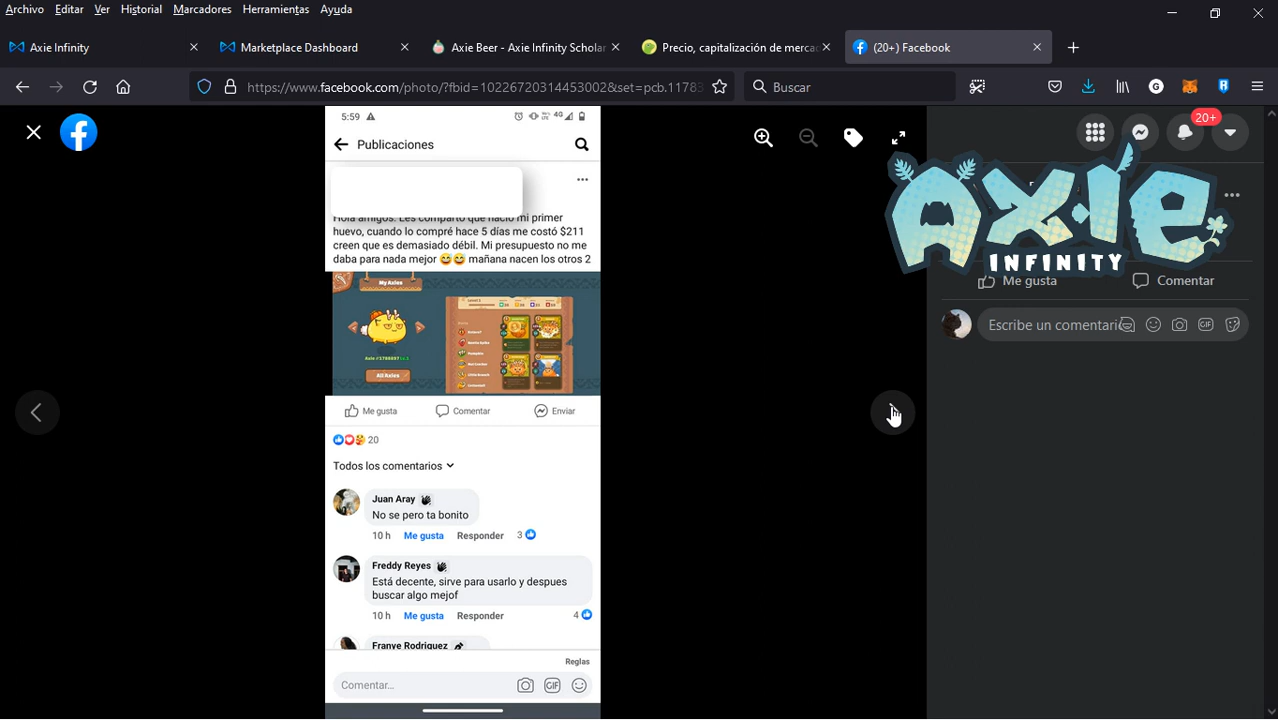 Archivo Editar Ver Historial Marcadores Herramientas Ayuda
Axie Infinity
Marketplace Dashboard
Axie Beer - Axie Infinity Scholar
Precio, capitalización de merca
(20+) Facebook
https://www.facebook.com/photo/?fbid=10226720314453002&set=pcb.11783
Buscar
20+
5:59
4G
Publicaciones
Hola amigos. Les comparto que nació mi primer
huevo, cuando lo compré hace 5 días me costó $211
creen que es demasiado débil. Mi presupuesto no me
daba para nada mejor 😅😅 mañana nacen los otros 2
My Axies
All Axies
Me gusta Comentar Enviar
20
Todos los comentarios
Juan Aray
No se pero ta bonito
10 h Me gusta Responder 3
Freddy Reyes
Está decente, sirve para usarlo y despues
buscar algo mejof
10 h Me gusta Responder 4
Franye Rodriguez
Reglas
Comentar...
GIF
AXIE
INFINITY
Me gusta Comentar
Escribe un comentari
GIF